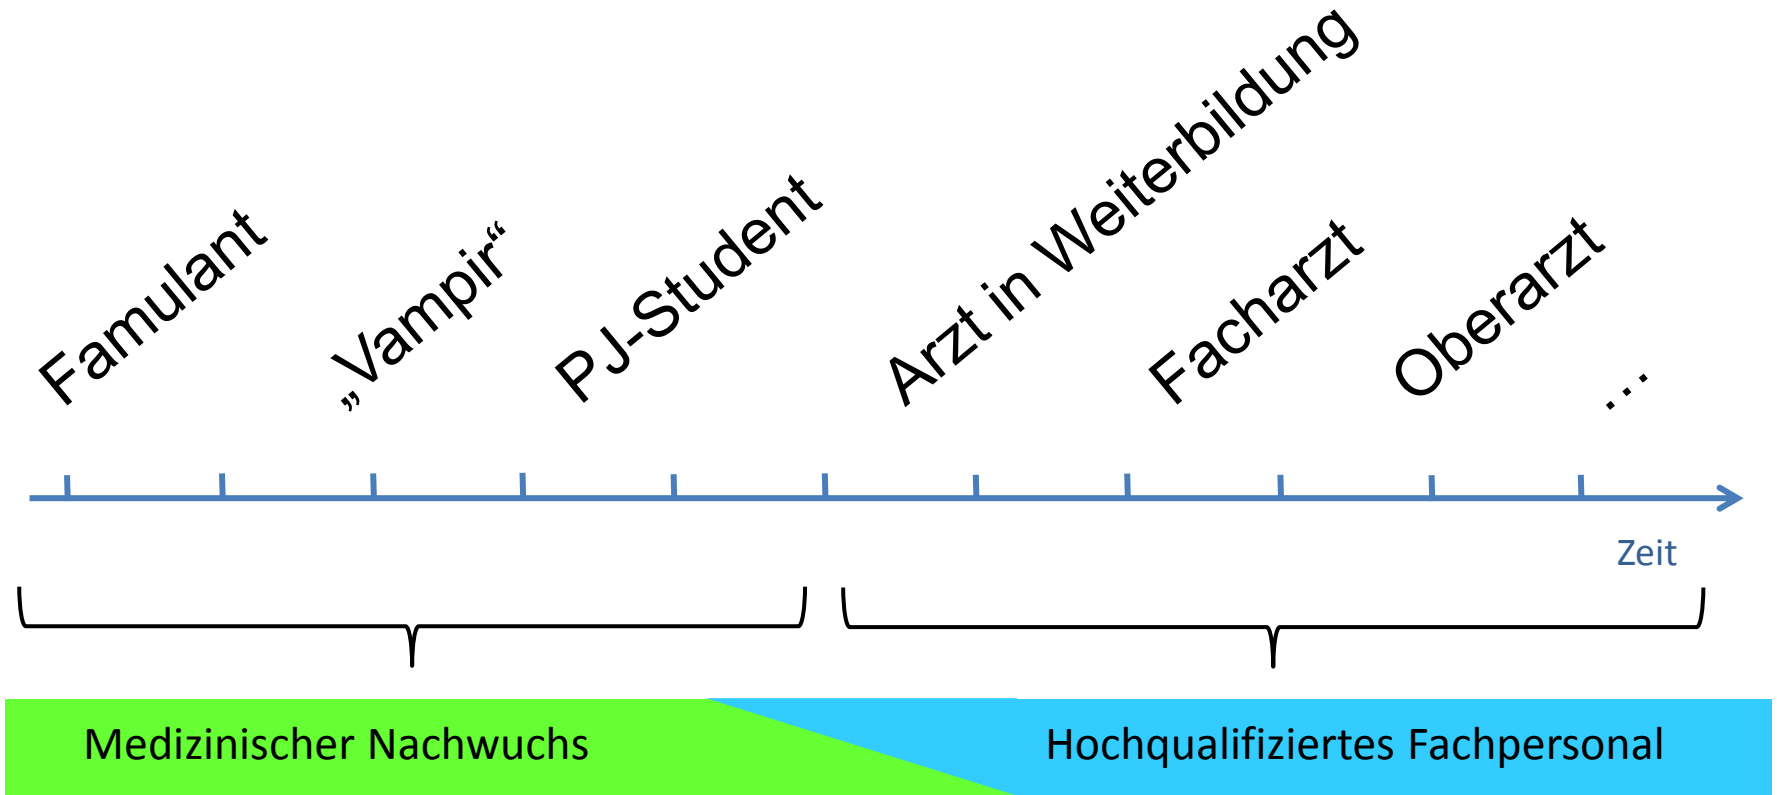 Famulant
„Vampir“
PJ-Student
Arzt in Weiterbildung
Facharzt
Oberarzt
…
Zeit
Medizinischer Nachwuchs
Hochqualifiziertes Fachpersonal